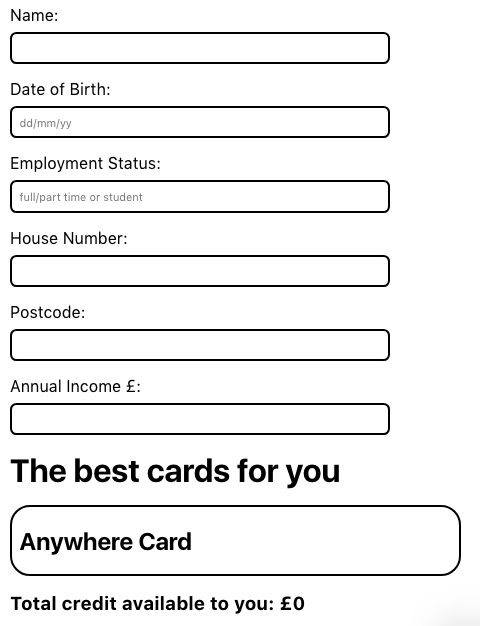 Name:
Date of Birth:
dd/mm/yy
Employment Status:
full/part time or student
House Number:
Postcode:
Annual Income £:
The best cards for you
Anywhere Card
Total credit available to you: £0